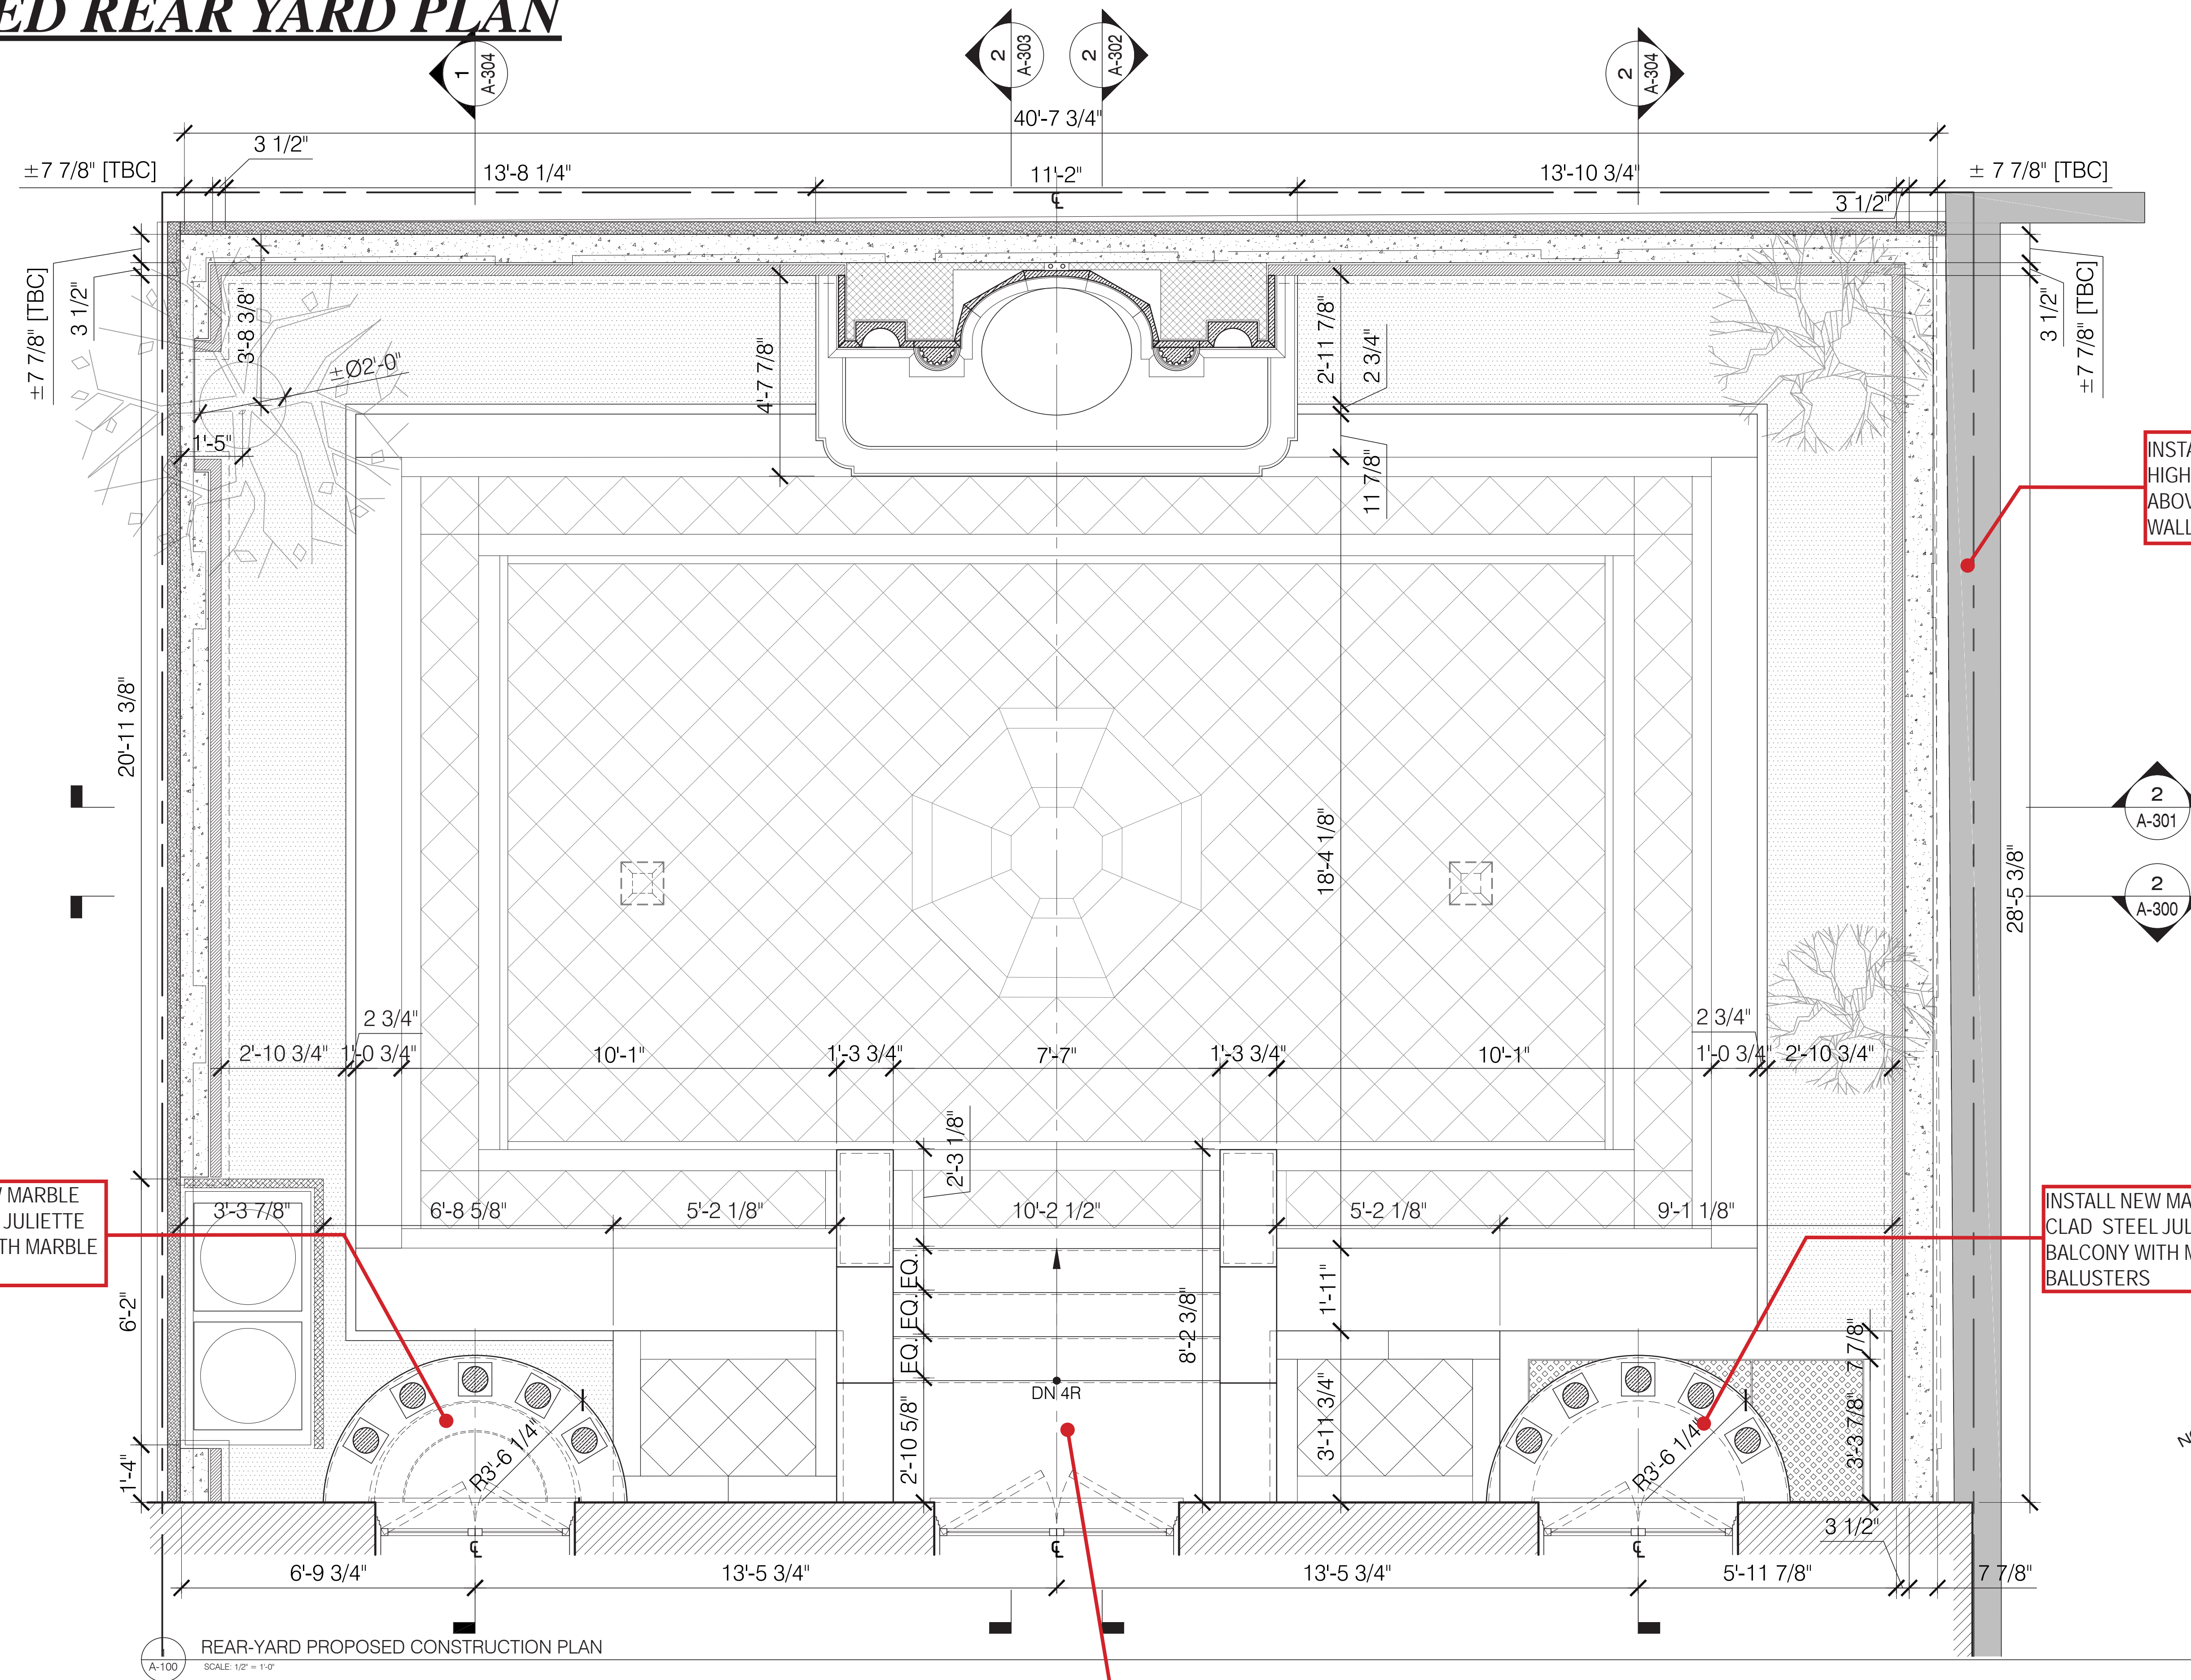 ED REAR YARD PLAN
1
A-304
2
A-303
2
A-302
2
A-304
40'-7 3/4"
3 1/2"
±7 7/8" [TBC]
13'-8 1/4"
11'-2"
13'-10 3/4"
± 7 7/8" [TBC]
3 1/2"
℄
±7 7/8" [TBC]
3 1/2"
3'-8 3/8"
±Ø2'-0"
1'-5"
4'-7 7/8"
2'-11 7/8"
2 3/4"
11 7/8"
3 1/2"
±7 7/8" [TBC]
INSTA
HIGH
ABOV
WALL
20'-11 3/8"
18'-4 1/8"
28'-5 3/8"
2
A-301
2
A-300
2 3/4"
2 3/4"
2'-10 3/4"
1'-0 3/4"
10'-1"
1'-3 3/4"
7'-7"
1'-3 3/4"
10'-1"
1'-0 3/4"
2'-10 3/4"
2'-3 1/8"
MARBLE
JULIETTE
TH MARBLE
3'-3 7/8"
6'-8 5/8"
5'-2 1/8"
10'-2 1/2"
5'-2 1/8"
9'-1 1/8"
INSTALL NEW MA
CLAD STEEL JUL
BALCONY WITH M
BALUSTERS
6'-2"
EQ.
EQ.
EQ.
8'-2 3/8"
1'-11"
7 7/8"
DN 4R
1'-4"
R3'-6 1/4"
2'-10 5/8"
3'-11 3/4"
R3'-6 1/4"
3'-3 7/8"
3 1/2"
℄
℄
℄
6'-9 3/4"
13'-5 3/4"
13'-5 3/4"
5'-11 7/8"
7 7/8"
A-100
REAR-YARD PROPOSED CONSTRUCTION PLAN
SCALE: 1/2" = 1'-0"